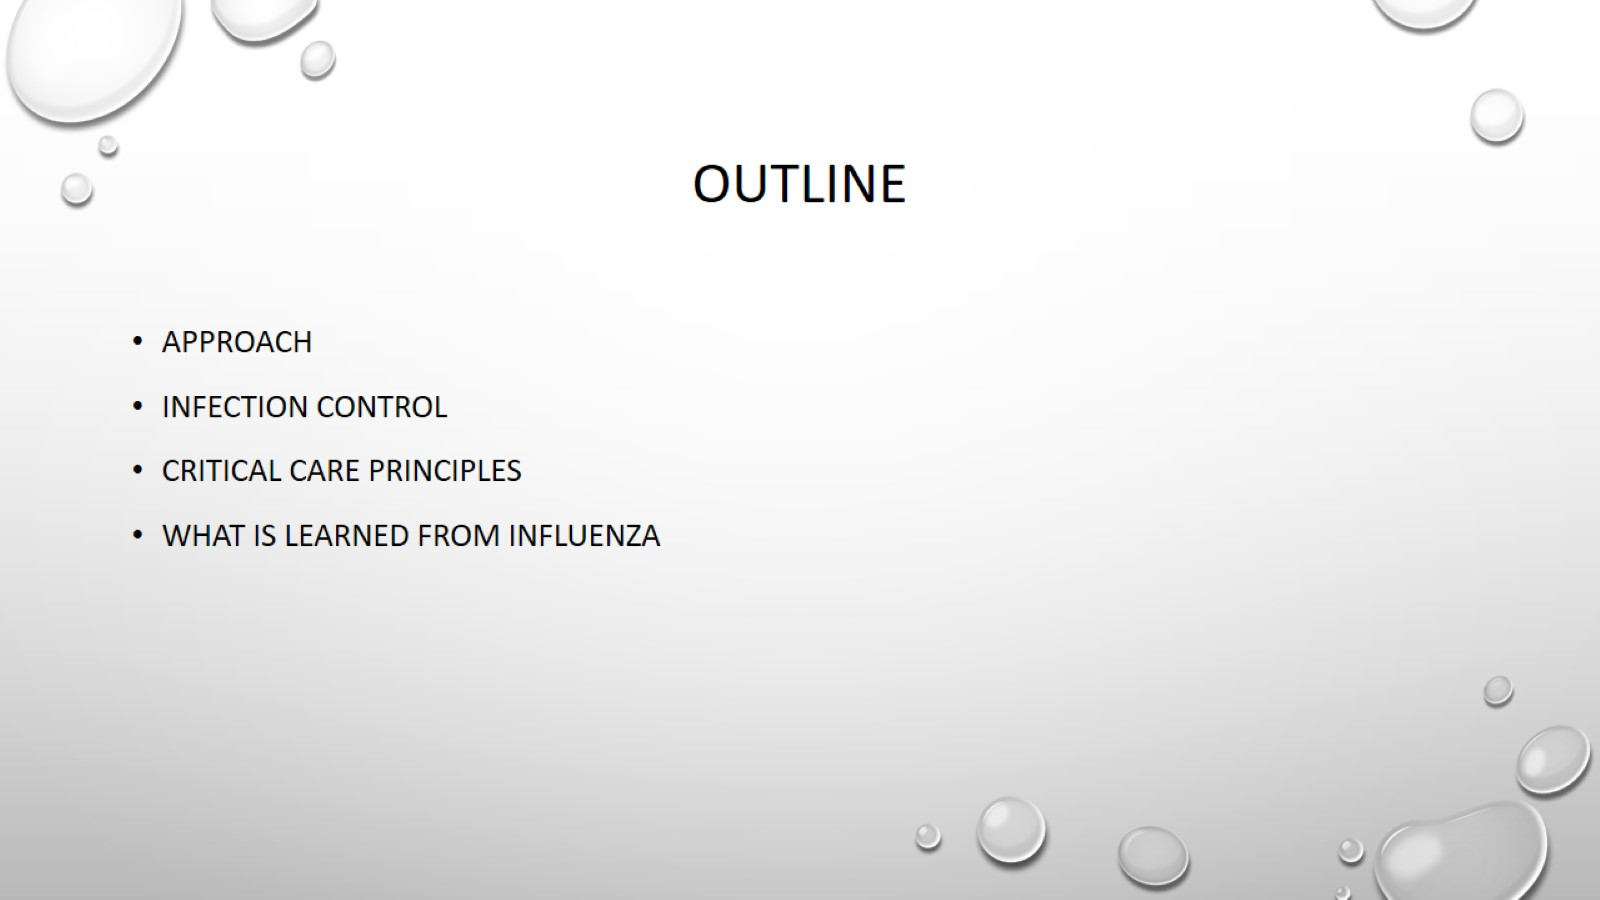 OUTLINE
• APPROACH
• INFECTION CONTROL
• CRITICAL CARE PRINCIPLES
• WHAT IS LEARNED FROM INFLUENZA